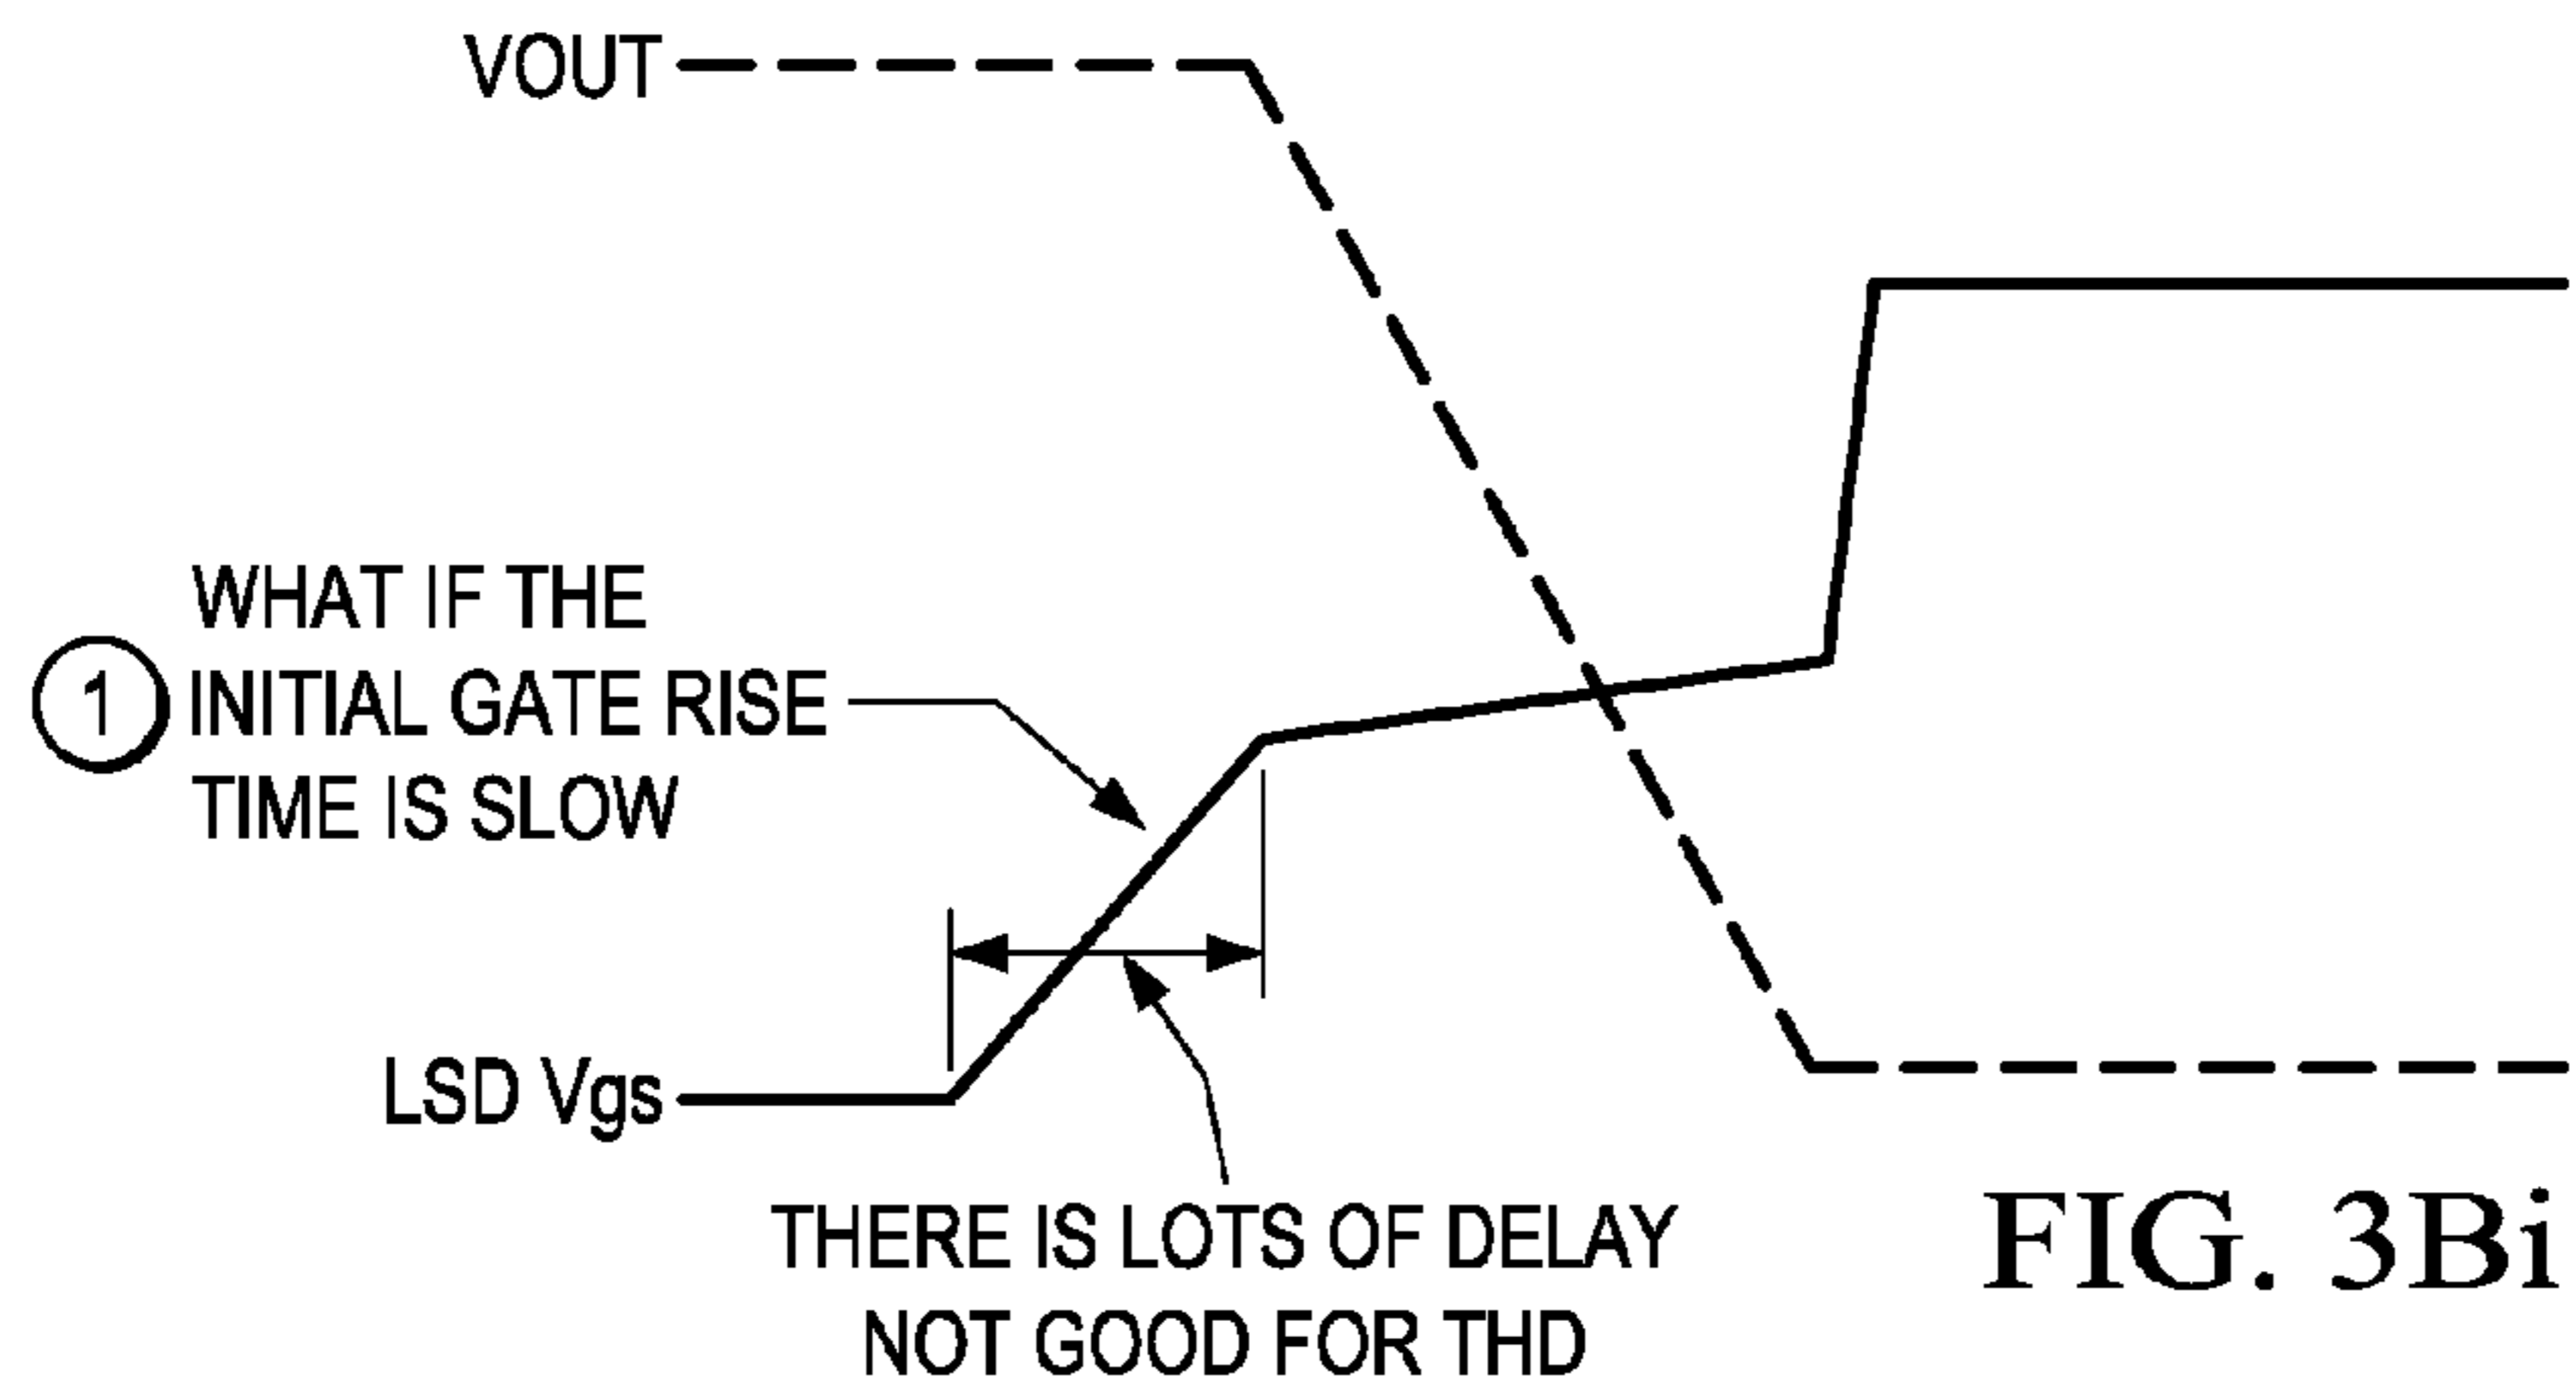 VOUT
WHAT IF THE
1 INITIAL GATE RISE
TIME IS SLOW
LSD Vgs
THERE IS LOTS OF DELAY
NOT GOOD FOR THD
FIG. 3Bi